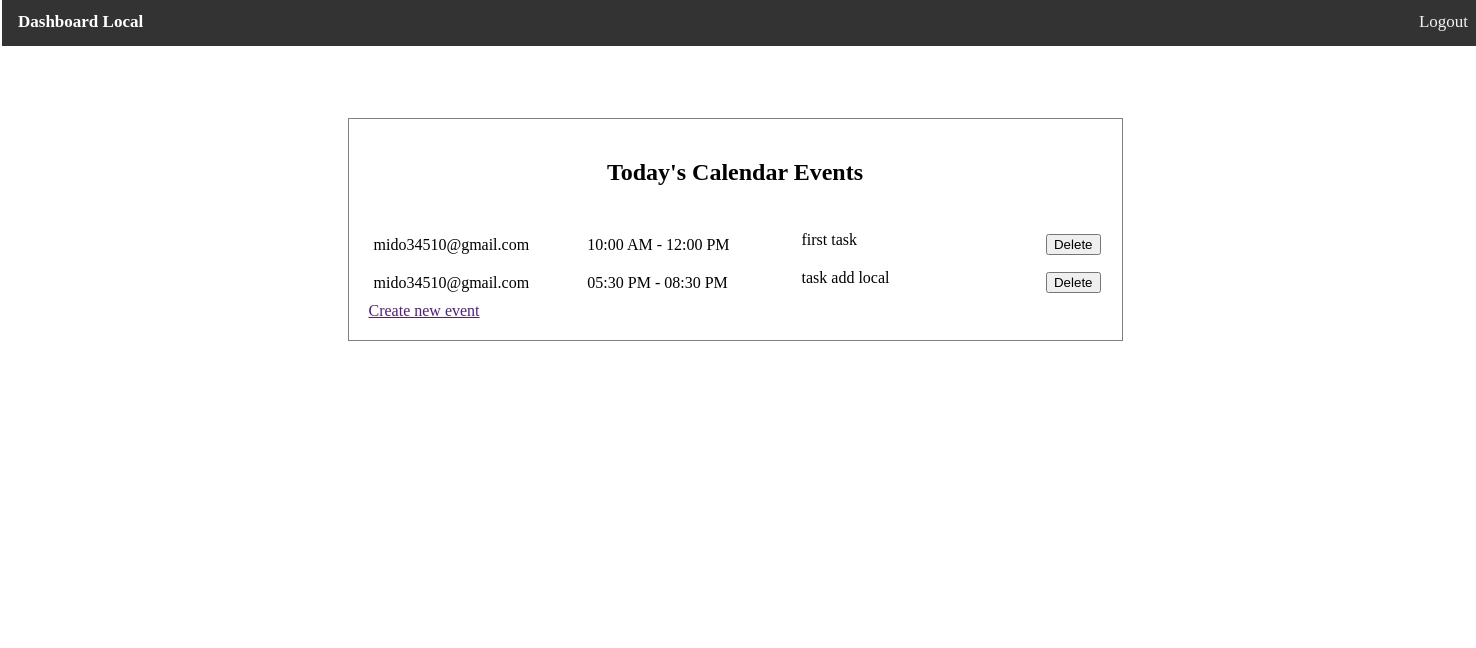 Dashboard Local Logout
Today's Calendar Events
mido34510@gmail.com 10:00 AM - 12:00 PM first task Delete
mido34510@gmail.com 05:30 PM - 08:30 PM task add local Delete
Create new event